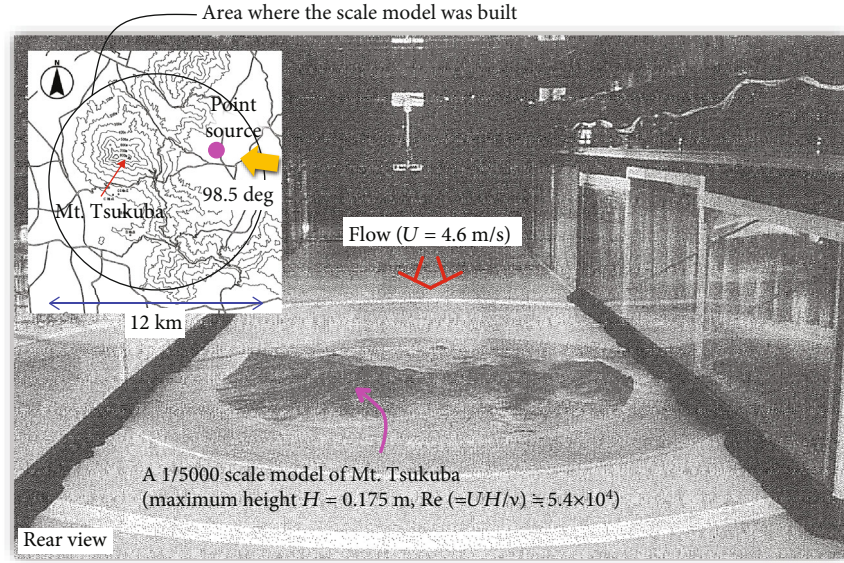 Area where the scale model was built
Point
source
98.5 deg
Mt. Tsukuba
12 km
Flow (U = 4.6 m/s)
A 1/5000 scale model of Mt. Tsukuba
(maximum height H = 0.175 m, Re (=UH/ν) ≒ 5.4×10⁴)
Rear view